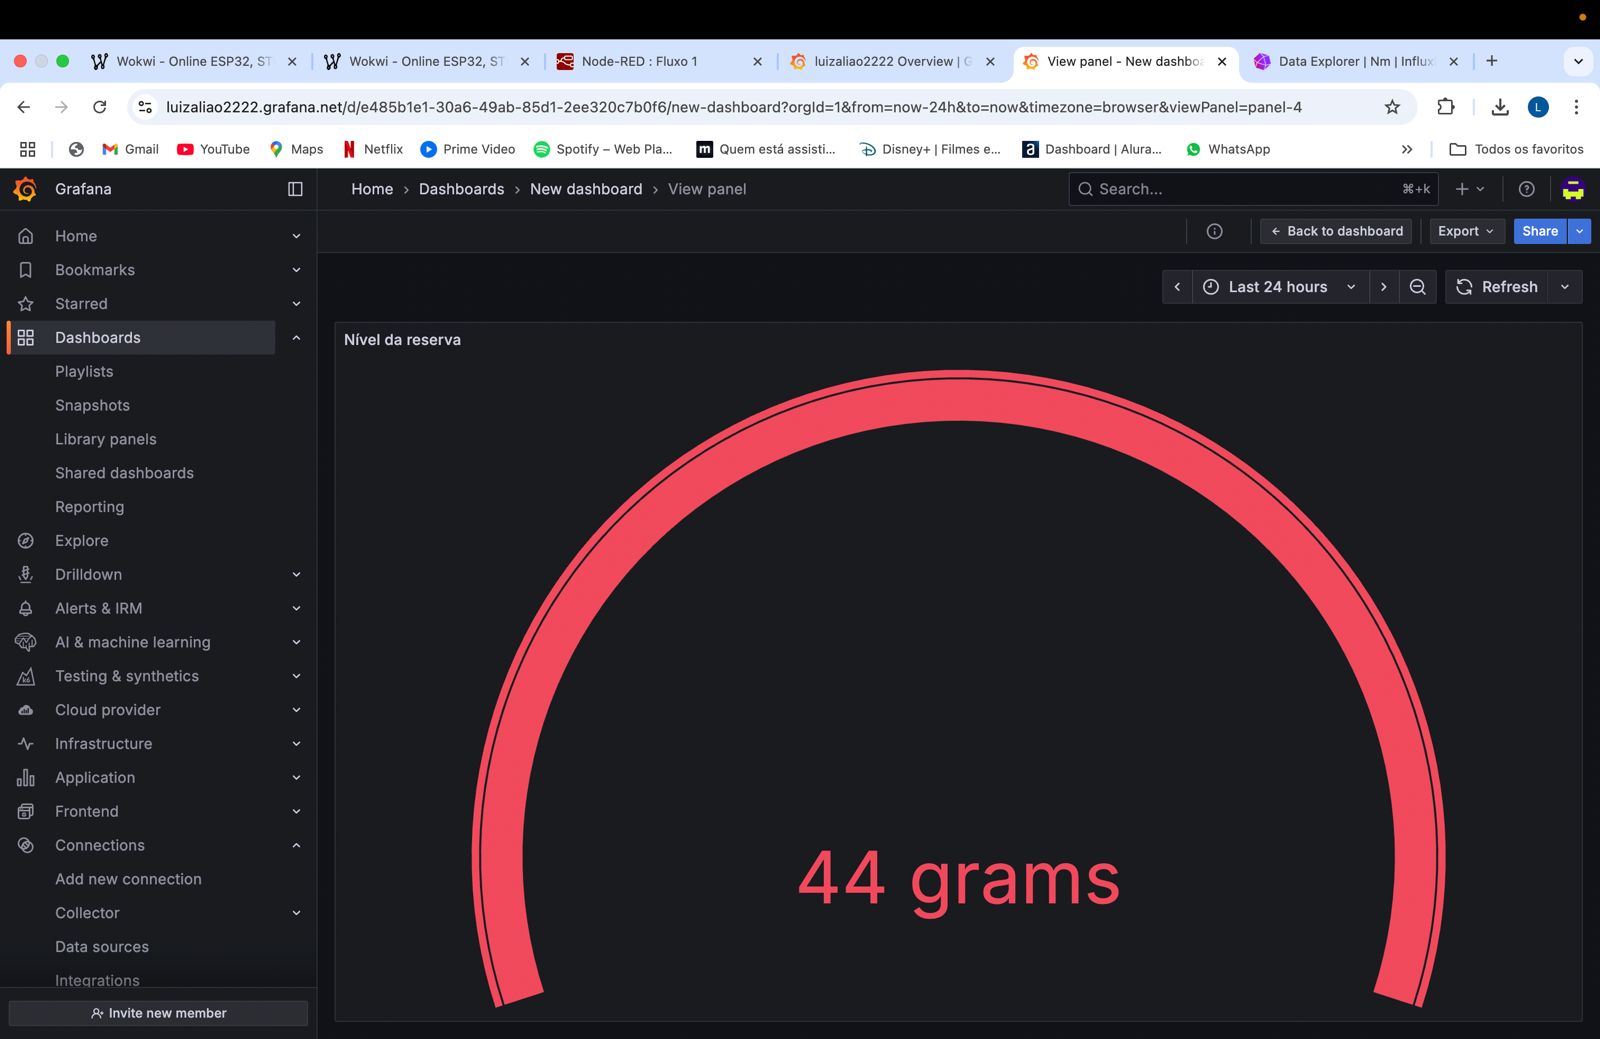 Wokwi - Online ESP32, ST
Wokwi - Online ESP32, ST
Node-RED : Fluxo 1
luizaliao2222 Overview | G
View panel - New dashboa
Data Explorer | Nm | Influx
luizaliao2222.grafana.net/d/e485b1e1-30a6-49ab-85d1-2ee320c7b0f6/new-dashboard?orgId=1&from=now-24h&to=now&timezone=browser&viewPanel=panel-4
L
Gmail
YouTube
Maps
Netflix
Prime Video
Spotify – Web Pla...
Quem está assisti...
Disney+ | Filmes e...
Dashboard | Alura...
WhatsApp
Todos os favoritos
Grafana
Home › Dashboards › New dashboard › View panel
Search...
⌘+k
Back to dashboard
Export
Share
Last 24 hours
Refresh
Home
Bookmarks
Starred
Dashboards
Playlists
Snapshots
Library panels
Shared dashboards
Reporting
Explore
Drilldown
Alerts & IRM
AI & machine learning
Testing & synthetics
Cloud provider
Infrastructure
Application
Frontend
Connections
Add new connection
Collector
Data sources
Integrations
Invite new member
Nível da reserva
44 grams